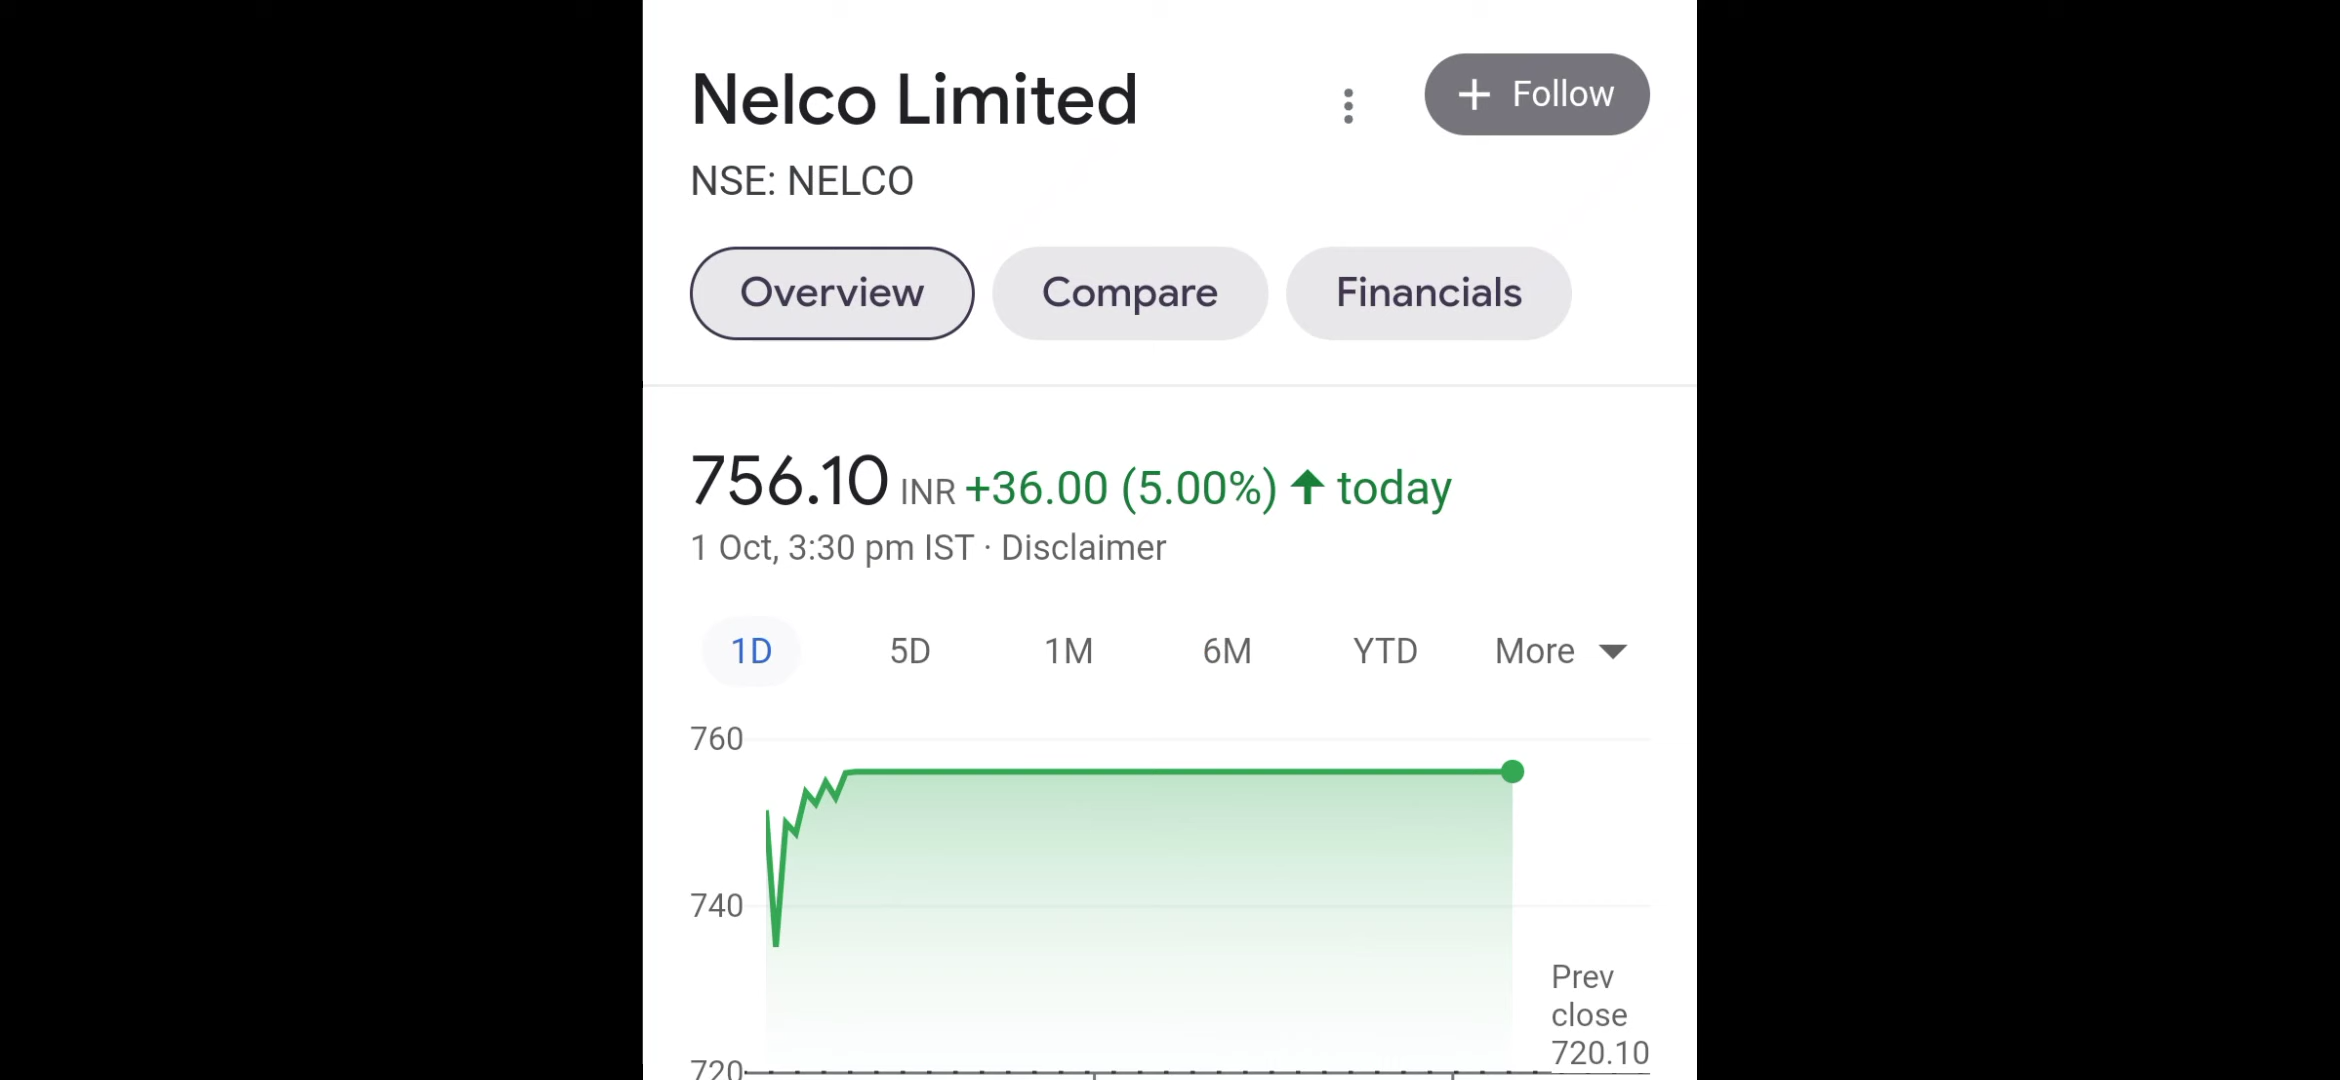 Nelco Limited
+ Follow
NSE: NELCO
Overview
Compare
Financials
756.10 INR +36.00 (5.00%) ↑ today
1 Oct, 3:30 pm IST · Disclaimer
1D 5D 1M 6M YTD More
760
740
Prev
close
720.10
720